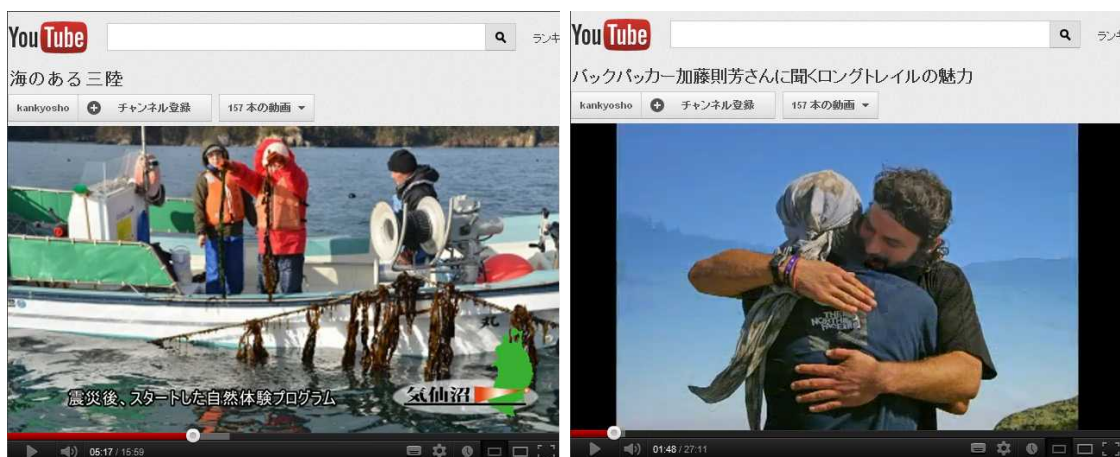 You Tube
ランキ
海のある三陸
kankyosho チャンネル登録 157 本の動画
丸
震災後、スタートした自然体験プログラム
気仙沼
05:17 / 15:59
You Tube
ランキ
バックパッカー加藤則芳さんに聞くロングトレイルの魅力
kankyosho チャンネル登録 157 本の動画
THE
NORTH
FACE
01:48 / 27:11